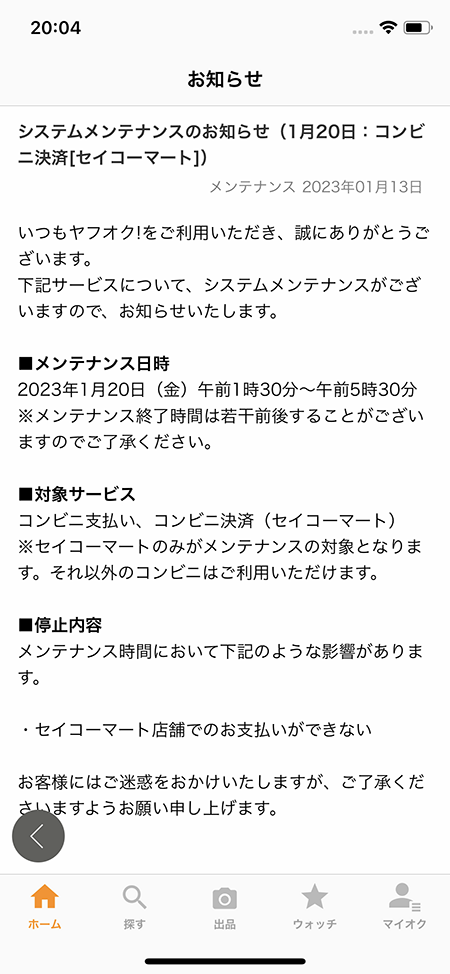 20:04
お知らせ
システムメンテナンスのお知らせ（1月20日：コンビ
ニ決済[セイコーマート]）
メンテナンス 2023年01月13日
いつもヤフオク!をご利用いただき、誠にありがとうご
ざいます。
下記サービスについて、システムメンテナンスがござ
いますので、お知らせいたします。
■メンテナンス日時
2023年1月20日（金）午前1時30分〜午前5時30分
※メンテナンス終了時間は若干前後することがござい
ますのでご了承ください。
■対象サービス
コンビニ支払い、コンビニ決済（セイコーマート）
※セイコーマートのみがメンテナンスの対象となりま
す。それ以外のコンビニはご利用いただけます。
■停止内容
メンテナンス時間において下記のような影響がありま
す。
・セイコーマート店舗でのお支払いができない
お客様にはご迷惑をおかけいたしますが、ご了承くだ
さいますようお願い申し上げます。
ホーム
探す
出品
ウォッチ
マイオク